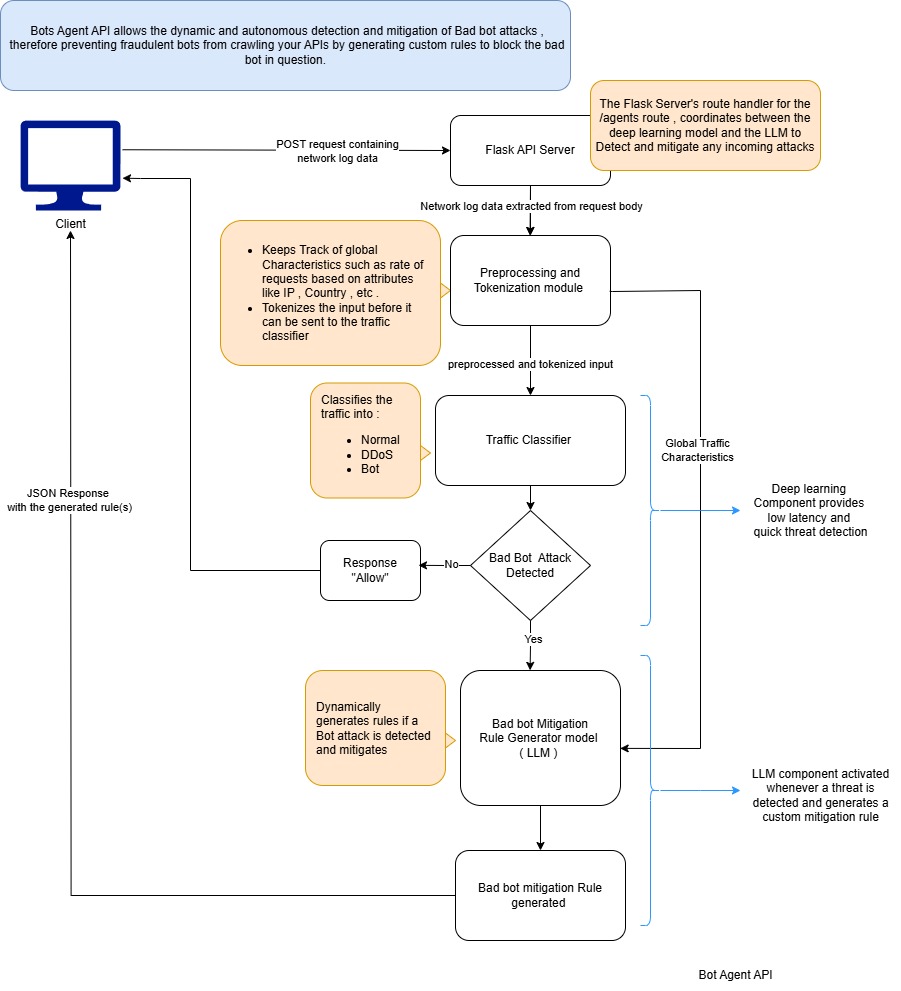 Bots Agent API allows the dynamic and autonomous detection and mitigation of Bad bot attacks ,
therefore preventing fraudulent bots from crawling your APIs by generating custom rules to block the bad
bot in question.
The Flask Server's route handler for the
/agents route , coordinates between the
deep learning model and the LLM to
Detect and mitigate any incoming attacks
POST request containing
network log data
Flask API Server
Client
Network log data extracted from request body
Keeps Track of global
Characteristics such as rate of
requests based on attributes
like IP , Country , etc .
Tokenizes the input before it
can be sent to the traffic
classifier
Preprocessing and
Tokenization module
preprocessed and tokenized input
Classifies the
traffic into :
Normal
DDoS
Bot
Traffic Classifier
Global Traffic
Characteristics
JSON Response
with the generated rule(s)
Deep learning
Component provides
low latency and
quick threat detection
Response
"Allow"
No
Bad Bot Attack
Detected
Yes
Dynamically
generates rules if a
Bot attack is detected
and mitigates
Bad bot Mitigation
Rule Generator model
( LLM )
LLM component activated
whenever a threat is
detected and generates a
custom mitigation rule
Bad bot mitigation Rule
generated
Bot Agent API